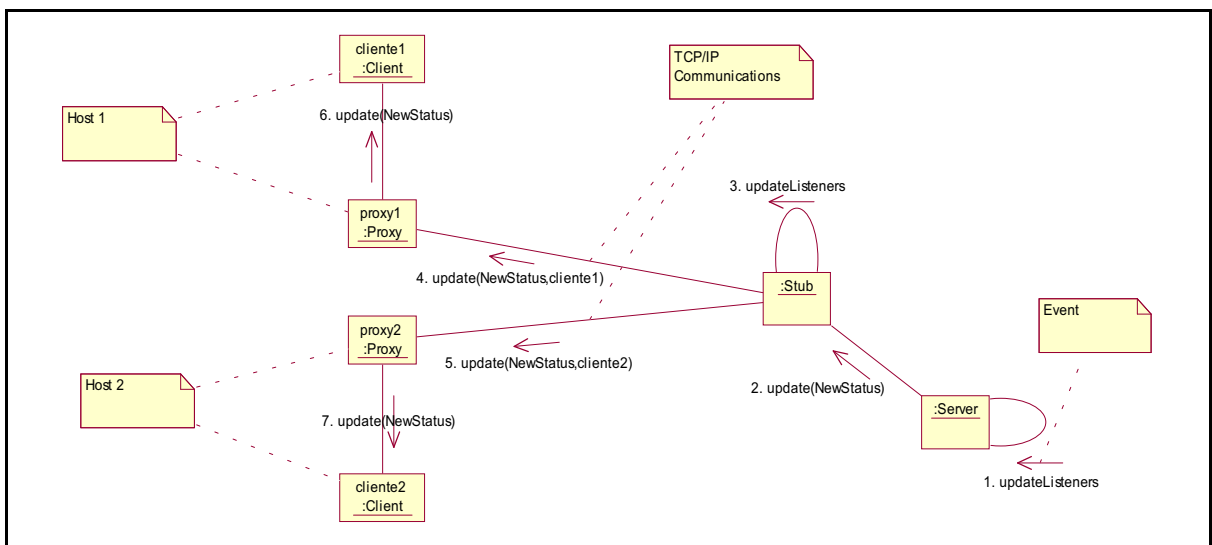 cliente1
:Client
TCP/IP
Communications
Host 1
6. update(NewStatus)
3. updateListeners
proxy1
:Proxy
4. update(NewStatus,cliente1)
:Stub
Event
proxy2
:Proxy
5. update(NewStatus,cliente2)
Host 2
2. update(NewStatus)
:Server
7. update(NewStatus)
1. updateListeners
cliente2
:Client